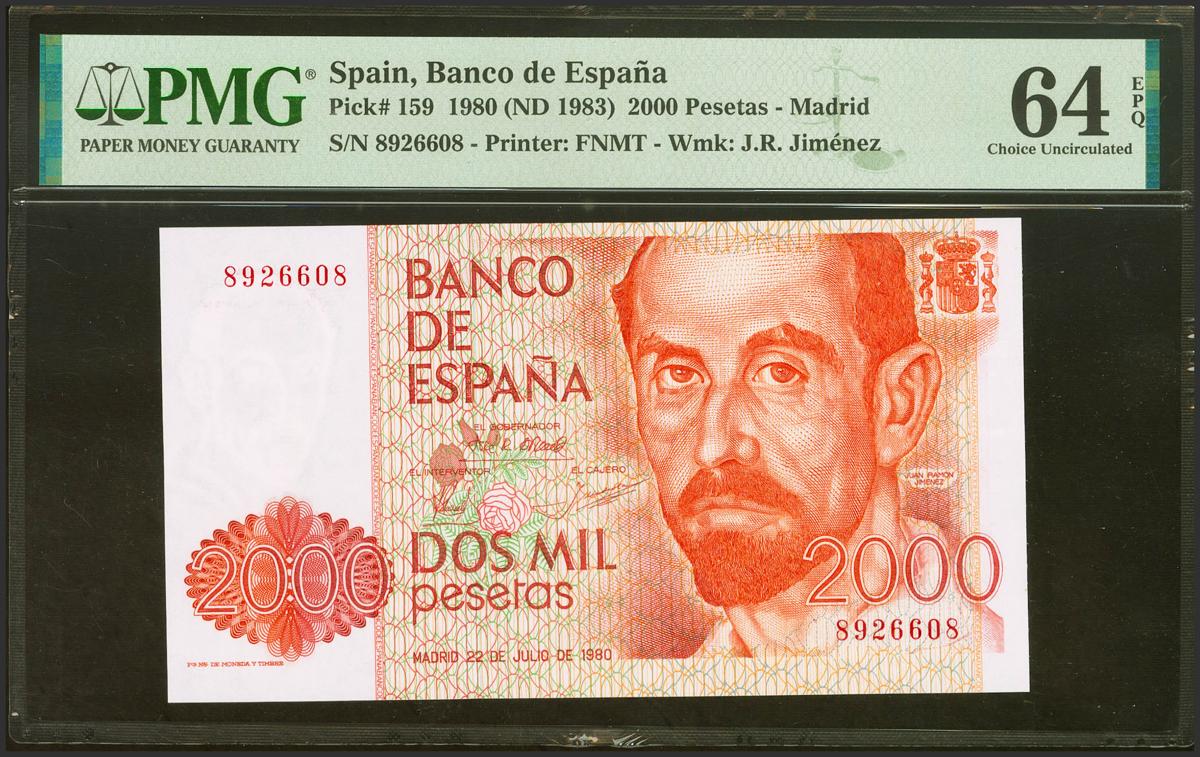 PMG®
PAPER MONEY GUARANTY
Spain, Banco de España
Pick# 159 1980 (ND 1983) 2000 Pesetas - Madrid
S/N 8926608 - Printer: FNMT - Wmk: J.R. Jiménez
64
EPQ
Choice Uncirculated
8926608
BANCO
DE
ESPAÑA
GOBERNADOR
EL INTERVENTOR
EL CAJERO
JUAN RAMON
JIMENEZ
DOS MIL
pesetas
2000
2000
8926608
MADRID 22 DE JULIO DE 1980